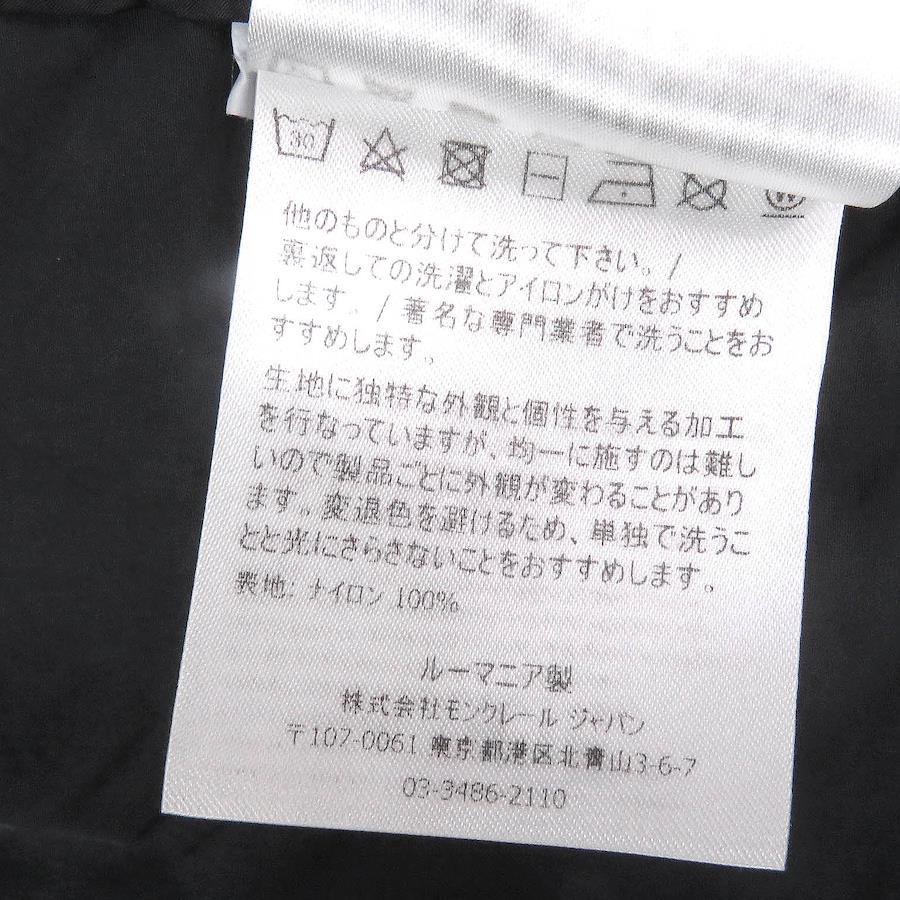 30
W
他のものと分けて洗って下さい。/
裏返しての洗濯とアイロンがけをおすすめ
します。/ 著名な専門業者で洗うことをお
すすめします。
生地に独特な外観と個性を与える加工
を行なっていますが、均一に施すのは難し
いので製品ごとに外観が変わることがあり
ます。変退色を避けるため、単独で洗うこ
とと光にさらさないことをおすすめします。
表地: ナイロン 100%
ルーマニア製
株式会社モンクレール ジャパン
〒107-0061 東京都港区北青山3-6-7
03-3486-2110